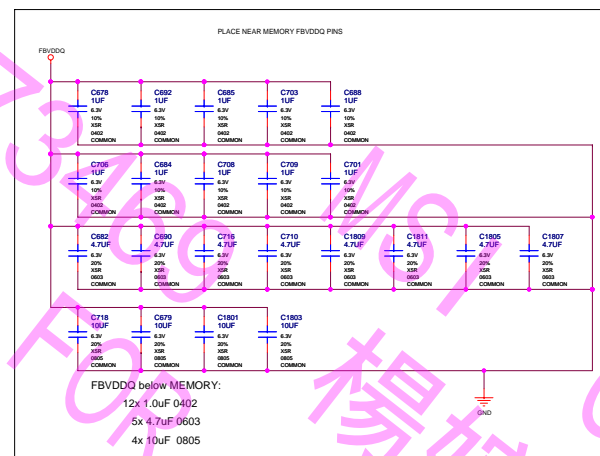 PLACE NEAR MEMORY FBVDDQ PINS
FBVDDQ
C678 C692 C685 C703 C688
1UF 1UF 1UF 1UF 1UF
6.3V 6.3V 6.3V 6.3V 6.3V
10% 10% 10% 10% 10%
X5R X5R X5R X5R X5R
0402 0402 0402 0402 0402
COMMON COMMON COMMON COMMON COMMON
C706 C684 C708 C709 C701
1UF 1UF 1UF 1UF 1UF
6.3V 6.3V 6.3V 6.3V 6.3V
10% 10% 10% 10% 10%
X5R X5R X5R X5R X5R
0402 0402 0402 0402 0402
COMMON COMMON COMMON COMMON COMMON
C682 C690 C716 C710 C1809 C1811 C1805 C1807
4.7UF 4.7UF 4.7UF 4.7UF 4.7UF 4.7UF 4.7UF 4.7UF
6.3V 6.3V 6.3V 6.3V 6.3V 6.3V 6.3V 6.3V
20% 20% 20% 20% 20% 20% 20% 20%
X5R X5R X5R X5R X5R X5R X5R X5R
0603 0603 0603 0603 0603 0603 0603 0603
COMMON COMMON COMMON COMMON COMMON COMMON COMMON COMMON
C718 C679 C1801 C1803
10UF 10UF 10UF 10UF
6.3V 6.3V 6.3V 6.3V
20% 20% 20% 20%
X5R X5R X5R X5R
0805 0805 0805 0805
COMMON COMMON COMMON COMMON
FBVDDQ below MEMORY:
12x 1.0uF 0402
5x 4.7uF 0603
4x 10uF 0805
GND
73469 MSI
FOR 楊